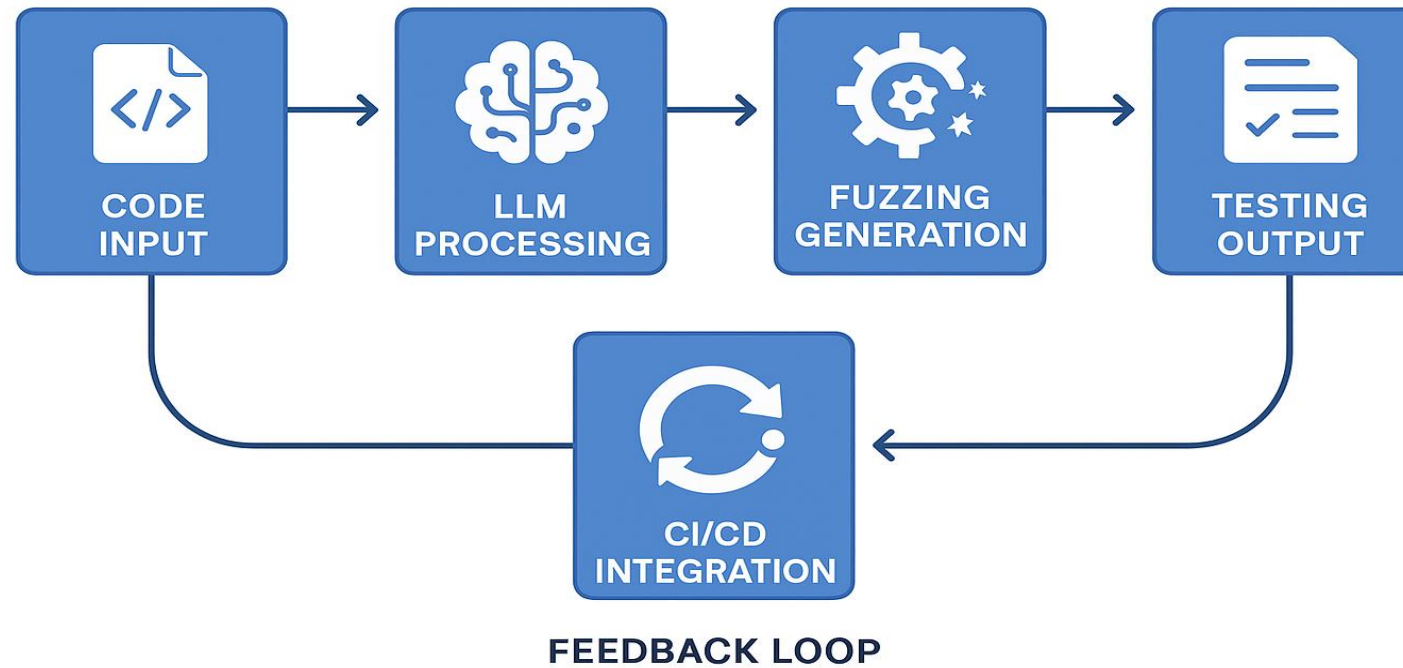 CODE
INPUT
LLM
PROCESSING
FUZZING
GENERATION
TESTING
OUTPUT
CI/CD
INTEGRATION
FEEDBACK LOOP